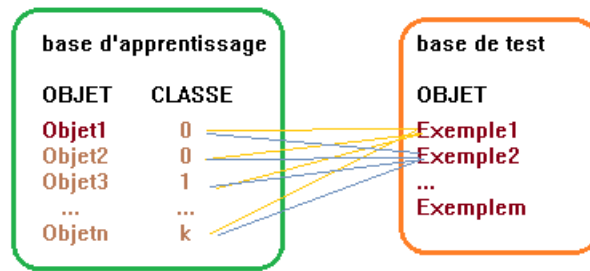 base d'apprentissage
OBJET CLASSE
Objet1 0
Objet2 0
Objet3 1
... ...
Objetn k
base de test
OBJET
Exemple1
Exemple2
...
Exemplem